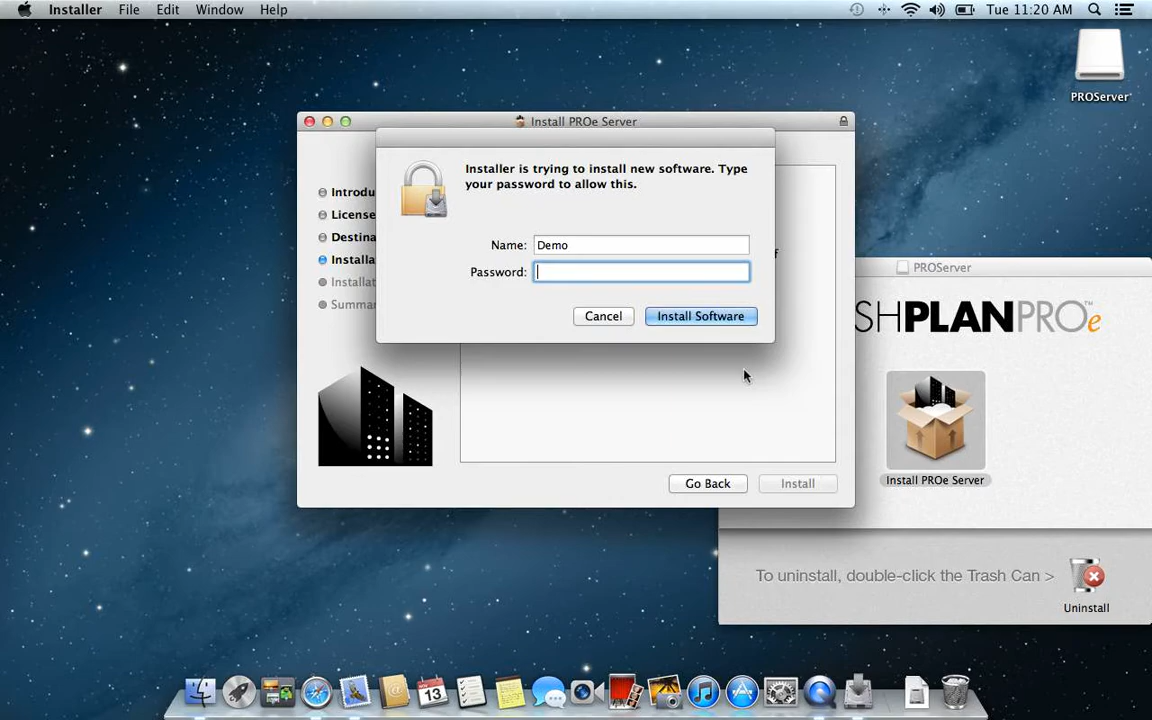 Installer File Edit Window Help
Tue 11:20 AM
PROServer
Install PROe Server
Installer is trying to install new software. Type
your password to allow this.
Name: Demo
Password:
Cancel
Install Software
Introdu
License
Destina
Installa
Installat
Summar
f
Go Back
Install
PROServer
SHPLANPROe™
Install PROe Server
To uninstall, double-click the Trash Can >
Uninstall
13